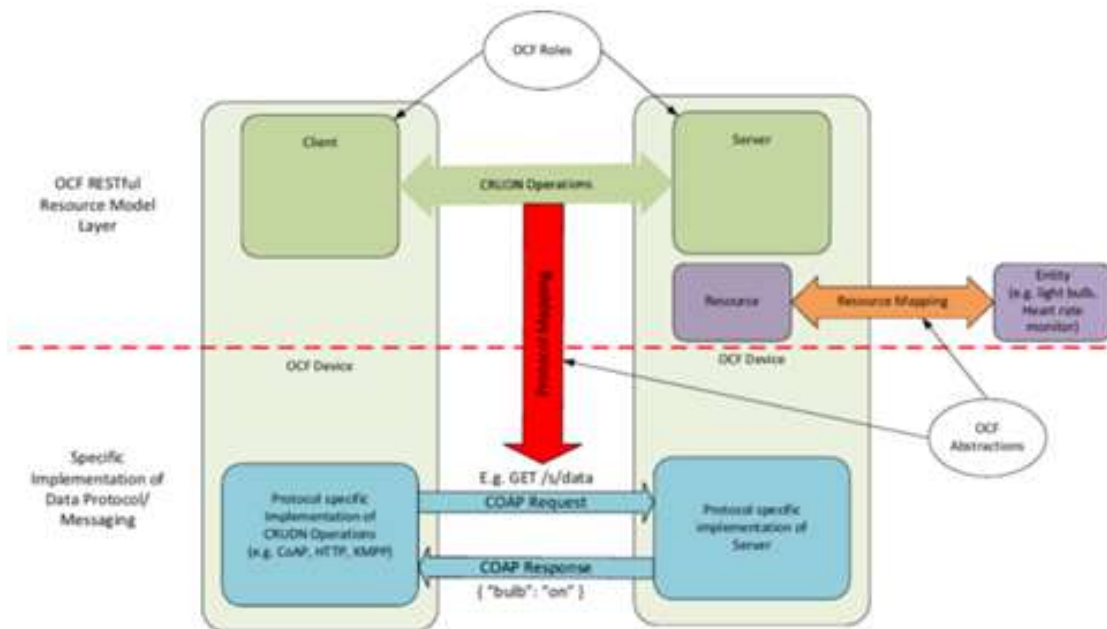 OCF Roles
Client
Server
CRUDN Operations
OCF RESTful
Resource Model
Layer
Protocol Mapping
Resource
Resource Mapping
Entity
(e.g. light bulb,
Heart rate
monitor)
OCF Device
OCF Device
OCF
Abstractions
Specific
Implementation of
Data Protocol/
Messaging
E.g. GET /s/data
COAP Request
Protocol specific
Implementation of
CRUDN Operations
(e.g. CoAP, HTTP, XMPP)
Protocol specific
implementation of
Server
COAP Response
{ "bulb": "on" }